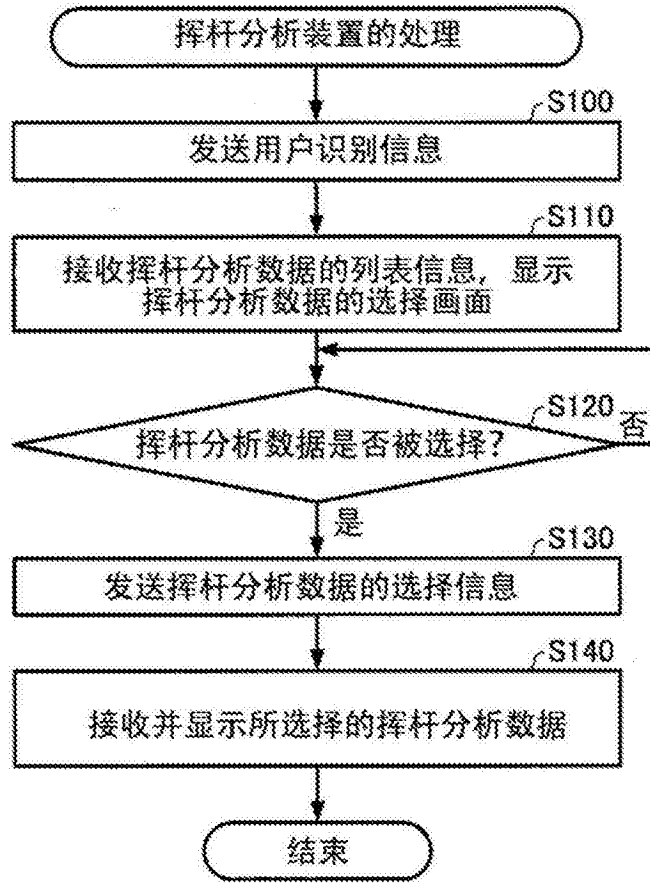 挥杆分析装置的处理
S100
发送用户识别信息
S110
接收挥杆分析数据的列表信息，显示
挥杆分析数据的选择画面
S120
挥杆分析数据是否被选择？
否
是
S130
发送挥杆分析数据的选择信息
S140
接收并显示所选择的挥杆分析数据
结束